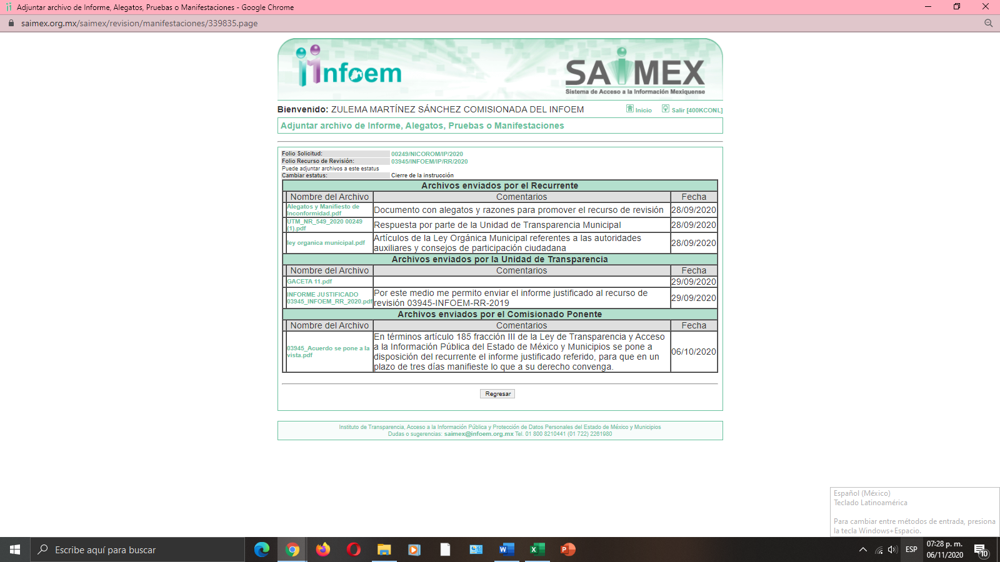 Adjuntar archivo de Informe, Alegatos, Pruebas o Manifestaciones - Google Chrome
saimex.org.mx/saimex/revision/manifestaciones/339835.page
infoem
SAIMEX
Sistema de Acceso a la Información Mexiquense
Bienvenido: ZULEMA MARTÍNEZ SÁNCHEZ COMISIONADA DEL INFOEM
Inicio
Salir [400KCONL]
Adjuntar archivo de Informe, Alegatos, Pruebas o Manifestaciones
Folio Solicitud: 00249/NICOROM/IP/2020
Folio Recurso de Revisión: 03945/INFOEM/IP/RR/2020
Puede adjuntar archivos a este estatus
Cambiar estatus: Cierre de la instrucción
Archivos enviados por el Recurrente
Nombre del Archivo Comentarios Fecha
Alegatos y Manifiesto de
Inconformidad.pdf
Documento con alegatos y razones para promover el recurso de revisión
28/09/2020
UTM_NR_549_2020 00249
(1).pdf
Respuesta por parte de la Unidad de Transparencia Municipal
28/09/2020
ley organica municipal.pdf
Artículos de la Ley Orgánica Municipal referentes a las autoridades
auxiliares y consejos de participación ciudadana
28/09/2020
Archivos enviados por la Unidad de Transparencia
Nombre del Archivo Comentarios Fecha
GACETA 11.pdf
29/09/2020
INFORME JUSTIFICADO
03945_INFOEM_RR_2020.pdf
Por este medio me permito enviar el informe justificado al recurso de
revisión 03945-INFOEM-RR-2019
29/09/2020
Archivos enviados por el Comisionado Ponente
Nombre del Archivo Comentarios Fecha
03945_Acuerdo se pone a la
vista.pdf
En términos artículo 185 fracción III de la Ley de Transparencia y Acceso
a la Información Pública del Estado de México y Municipios se pone a
disposición del recurrente el informe justificado referido, para que en un
plazo de tres días manifieste lo que a su derecho convenga.
06/10/2020
Regresar
Instituto de Transparencia, Acceso a la Información Pública y Protección de Datos Personales del Estado de México y Municipios
Dudas o sugerencias: saimex@infoem.org.mx Tel. 01 800 8210441 (01 722) 2261980
Español (México)
Teclado Latinoamérica
Para cambiar entre métodos de entrada, presiona
la tecla Windows+Espacio.
Escribe aquí para buscar
ESP
07:28 p. m.
06/11/2020
10